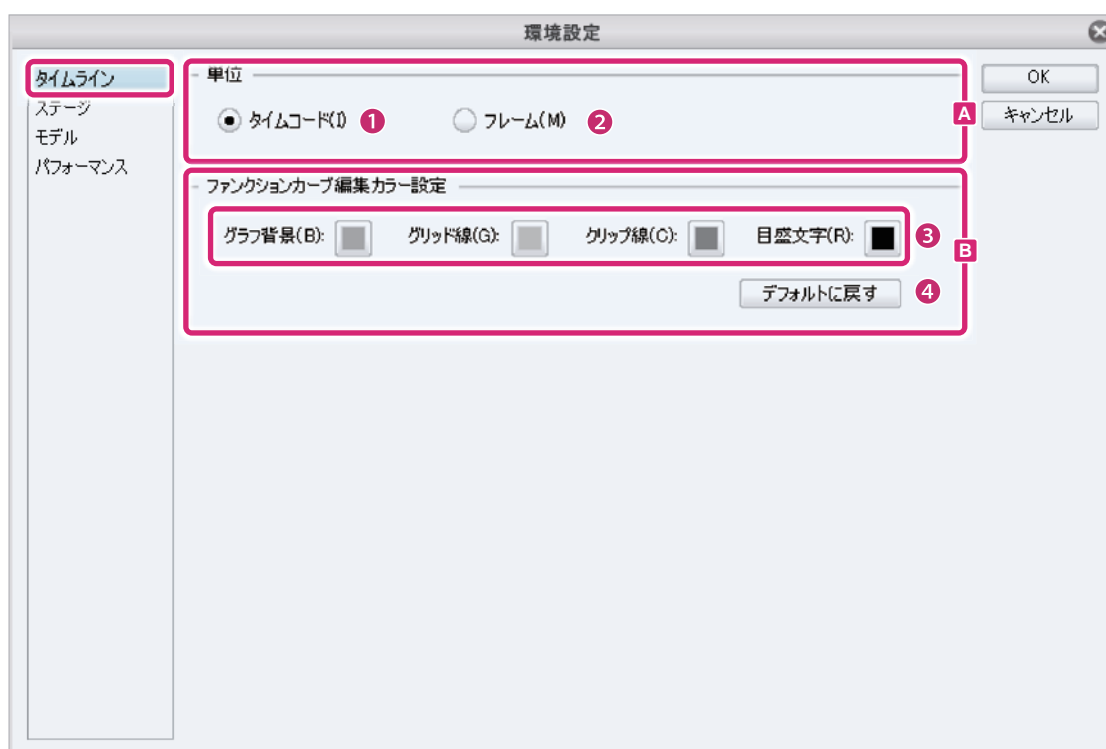 環境設定
タイムライン
ステージ
モデル
パフォーマンス
単位
タイムコード(I) 1 フレーム(M) 2
A
OK
キャンセル
ファンクションカーブ編集カラー設定
グラフ背景(B): グリッド線(G): クリップ線(C): 目盛文字(R): 3
B
デフォルトに戻す 4